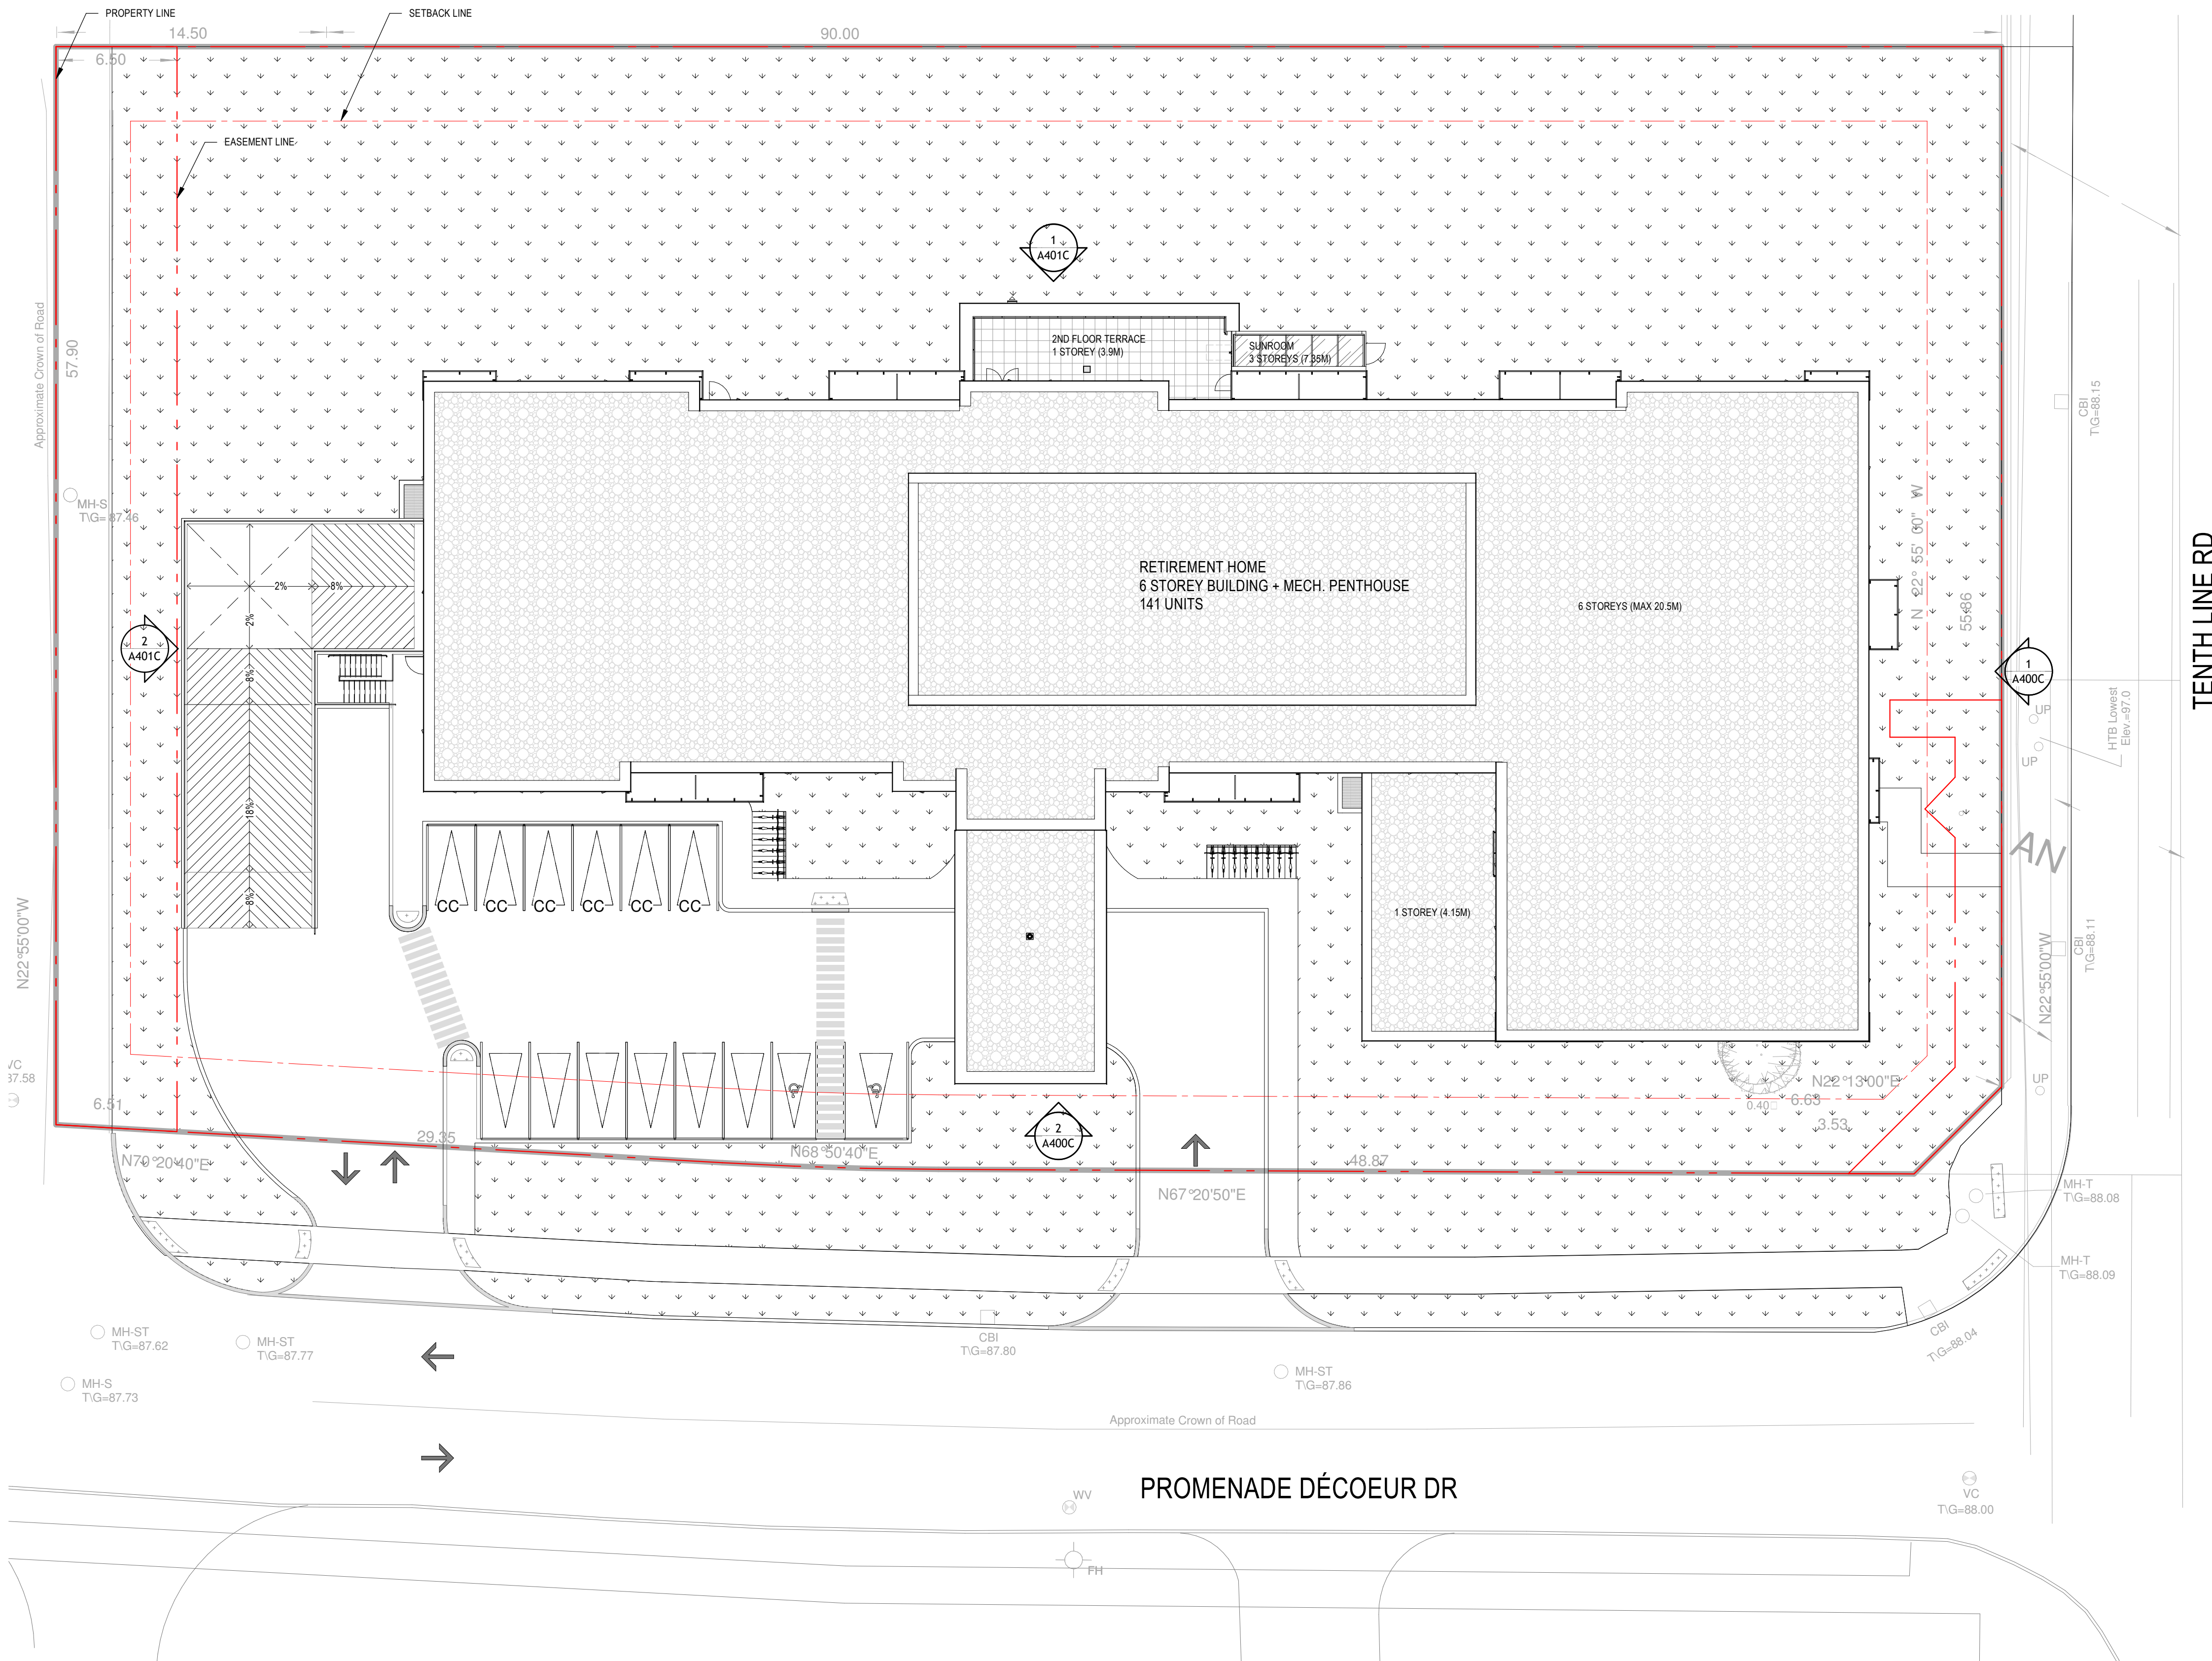 PROPERTY LINE
SETBACK LINE
14.50
90.00
6.50
EASEMENT LINE
1
A401C
Approximate Crown of Road
57.90
2ND FLOOR TERRACE
1 STOREY (3.9M)
SUNROOM
3 STOREYS (7.35M)
CBI
T\G=88.15
MH-S
T\G= 87.46
N 22° 55' 00" W
55.86
TENTH LINE RD
RETIREMENT HOME
6 STOREY BUILDING + MECH. PENTHOUSE
141 UNITS
6 STOREYS (MAX 20.5M)
2%
8%
2%
8%
18%
8%
2
A401C
1
A400C
UP
UP
HTB Lowest
Elev.=97.0
AN
CC
CC
CC
CC
CC
CC
1 STOREY (4.15M)
CBI
T\G=88.11
N22°55'00"W
N22°55'00"W
VC
87.58
UP
N22°13'00"E
6.63
0.40
3.53
6.51
29.35
N70°20'40"E
N68°50'40"E
2
A400C
48.87
N67°20'50"E
MH-T
T\G=88.08
MH-T
T\G=88.09
MH-ST
T\G=87.62
MH-ST
T\G=87.77
CBI
T\G=87.80
CBI
T\G=88.04
MH-S
T\G=87.73
MH-ST
T\G=87.86
Approximate Crown of Road
PROMENADE DÉCOEUR DR
WV
VC
T\G=88.00
FH